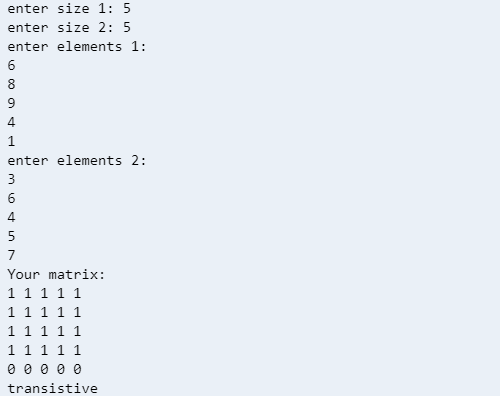 enter size 1: 5
enter size 2: 5
enter elements 1:
6
8
9
4
1
enter elements 2:
3
6
4
5
7
Your matrix:
1 1 1 1 1
1 1 1 1 1
1 1 1 1 1
1 1 1 1 1
0 0 0 0 0
transistive